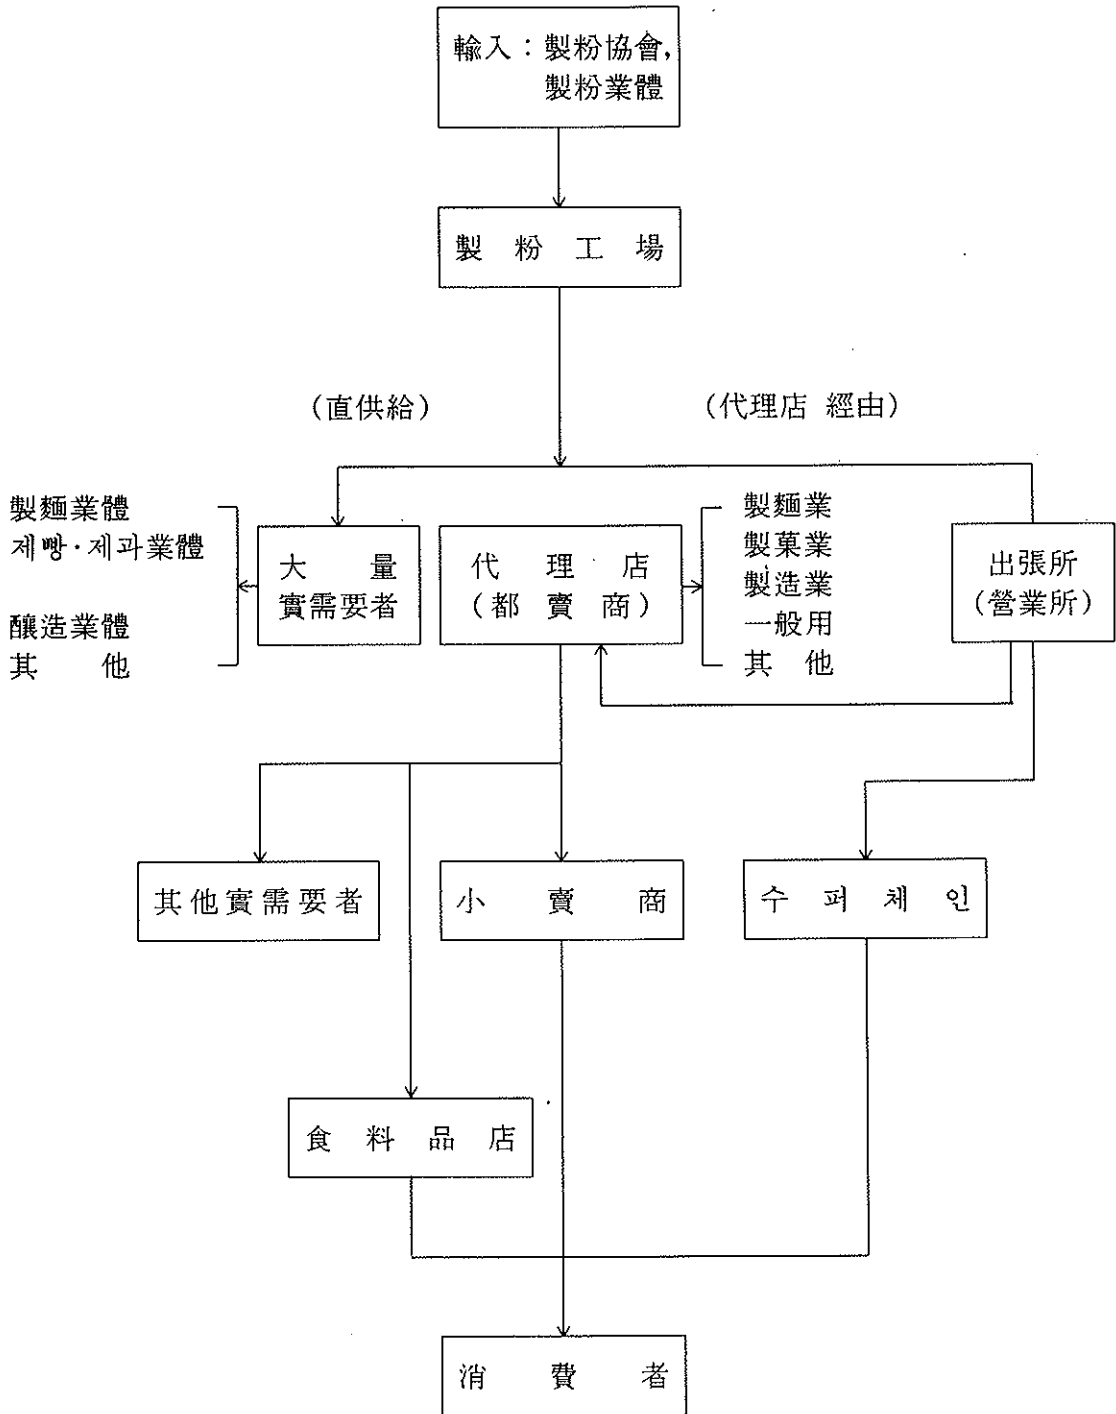 輸入：製粉協會,
製粉業體
製粉工場
(直供給)
(代理店 經由)
製麵業體
제빵·제과業體
釀造業體
其他
大量
實需要者
代理店
(都賣商)
製麵業
製菓業
製造業
一般用
其他
出張所
(營業所)
其他實需要者
小賣商
수퍼체인
食料品店
消費者